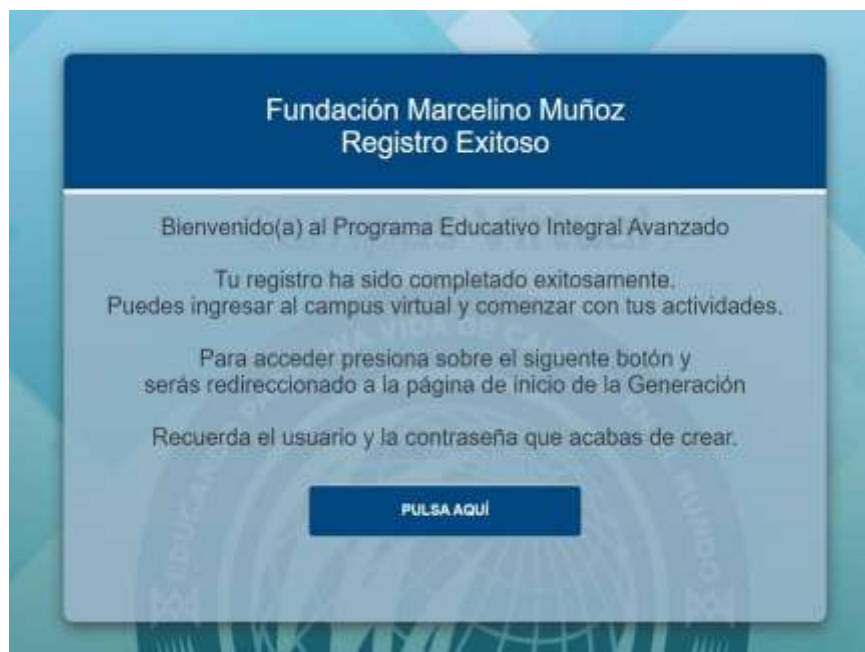 Fundación Marcelino Muñoz
Registro Exitoso
Bienvenido(a) al Programa Educativo Integral Avanzado
Tu registro ha sido completado exitosamente.
Puedes ingresar al campus virtual y comenzar con tus actividades.
Para acceder presiona sobre el siguente botón y
serás redireccionado a la página de inicio de la Generación
Recuerda el usuario y la contraseña que acabas de crear.
PULSA AQUÍ